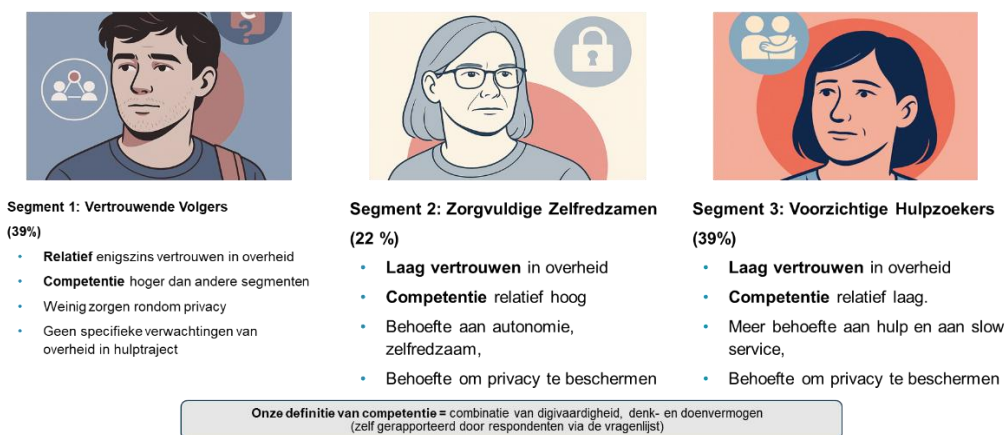 ?
?
Segment 1: Vertrouwende Volgers
(39%)
• Relatief enigszins vertrouwen in overheid
• Competentie hoger dan andere segmenten
• Weinig zorgen rondom privacy
• Geen specifieke verwachtingen van
overheid in hulptraject
Segment 2: Zorgvuldige Zelfredzamen
(22 %)
• Laag vertrouwen in overheid
• Competentie relatief hoog
• Behoefte aan autonomie,
zelfredzaam,
• Behoefte om privacy te beschermen
Segment 3: Voorzichtige Hulpzoekers
(39%)
• Laag vertrouwen in overheid
• Competentie relatief laag.
• Meer behoefte aan hulp en aan slow
service,
• Behoefte om privacy te beschermen
Onze definitie van competentie = combinatie van digivaardigheid, denk- en doenvermogen
(zelf gerapporteerd door respondenten via de vragenlijst)